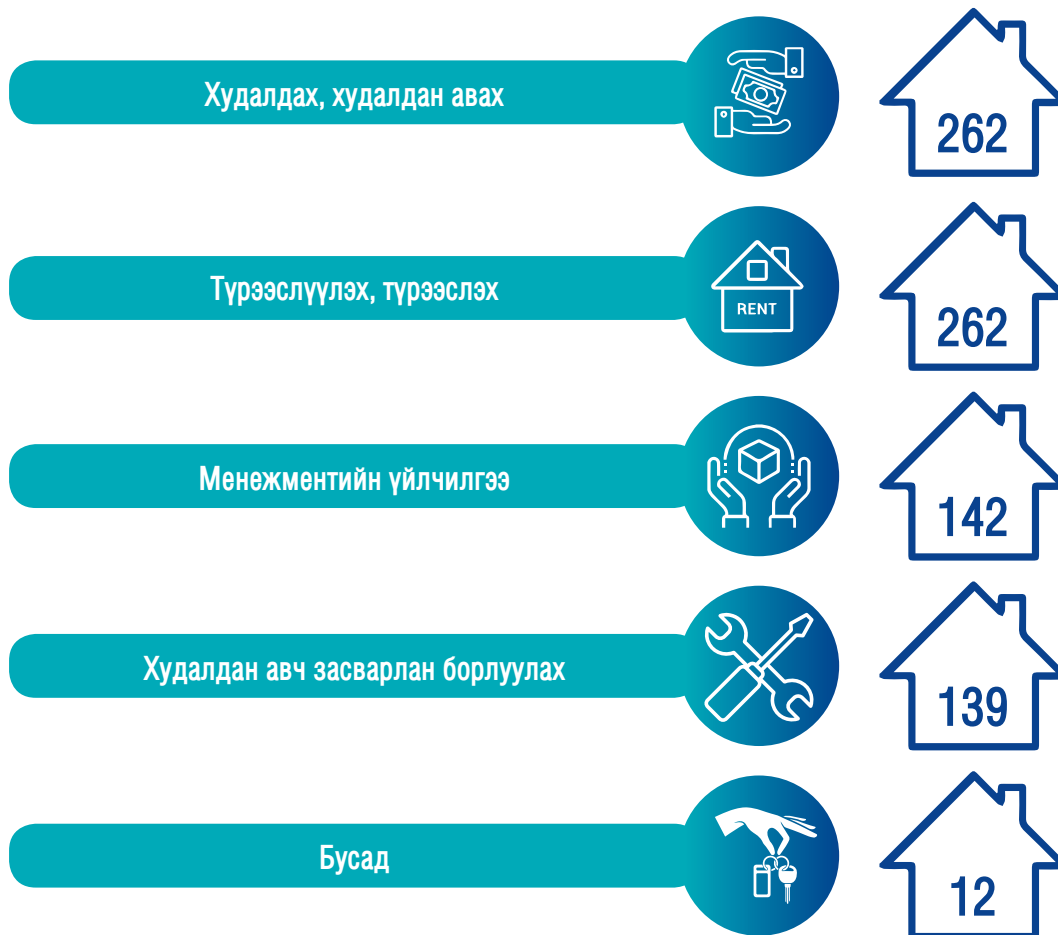 Худалдах, худалдан авах
262
Түрээслүүлэх, түрээслэх
RENT
262
Менежментийн үйлчилгээ
142
Худалдан авч засварлан борлуулах
139
Бусад
12